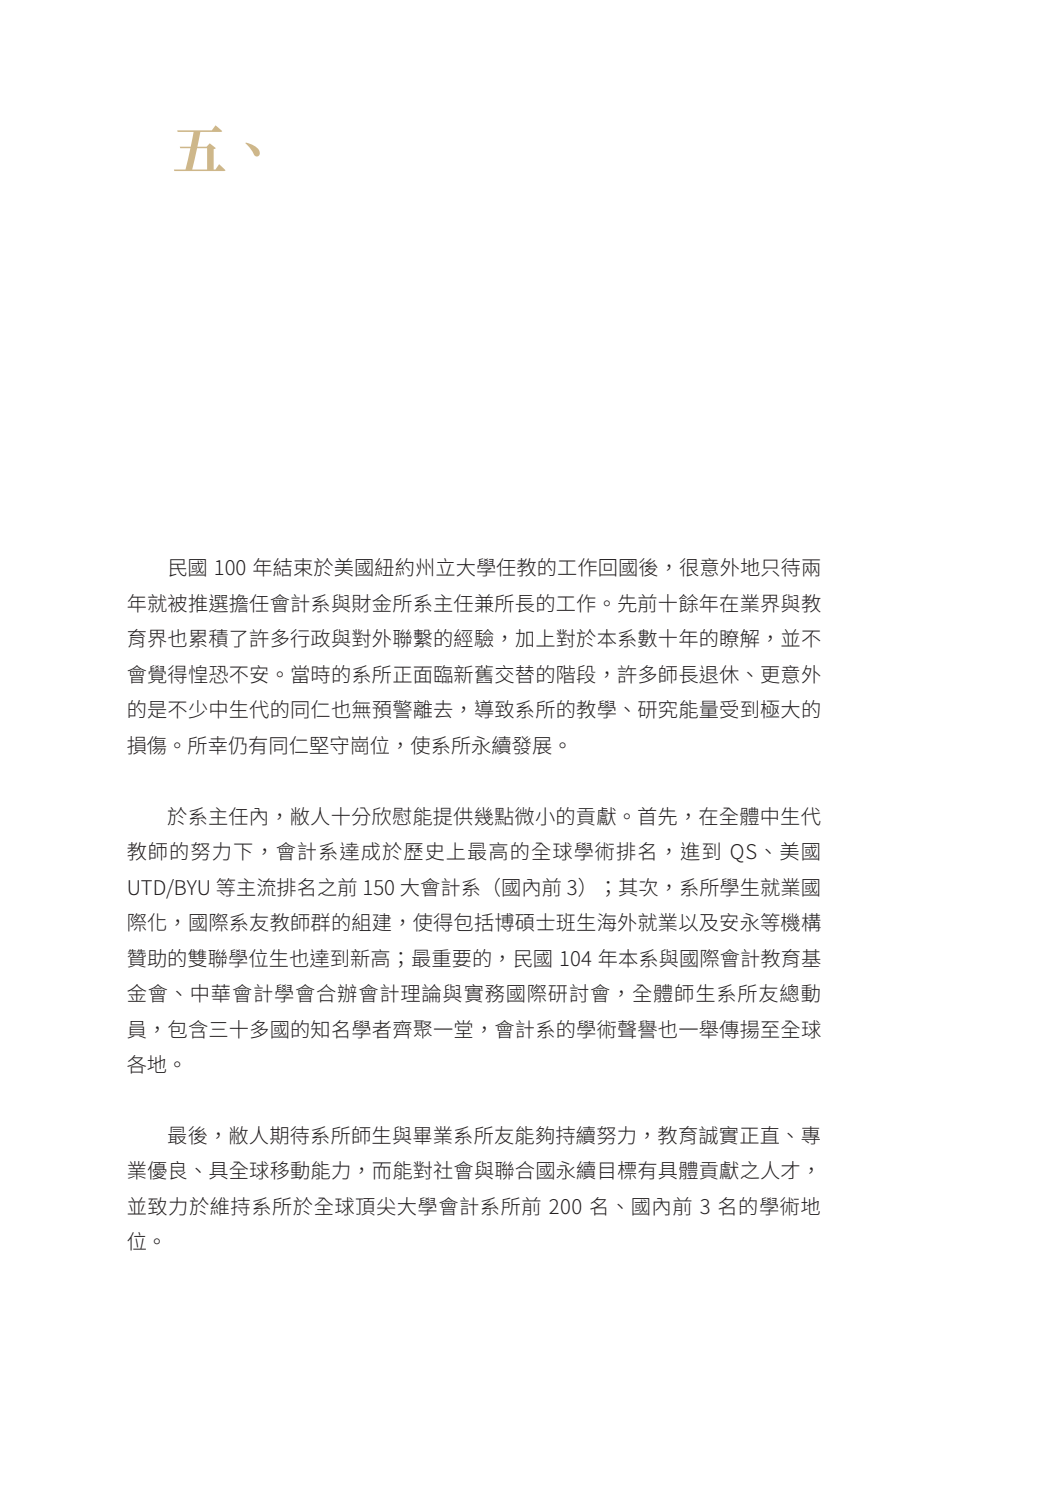 五、
民國 100 年結束於美國紐約州立大學任教的工作回國後，很意外地只待兩
年就被推選擔任會計系與財金所系主任兼所長的工作。先前十餘年在業界與教
育界也累積了許多行政與對外聯繫的經驗，加上對於本系數十年的瞭解，並不
會覺得惶恐不安。當時的系所正面臨新舊交替的階段，許多師長退休、更意外
的是不少中生代的同仁也無預警離去，導致系所的教學、研究能量受到極大的
損傷。所幸仍有同仁堅守崗位，使系所永續發展。
於系主任內，敝人十分欣慰能提供幾點微小的貢獻。首先，在全體中生代
教師的努力下，會計系達成於歷史上最高的全球學術排名，進到 QS、美國
UTD/BYU 等主流排名之前 150 大會計系（國內前 3）；其次，系所學生就業國
際化，國際系友教師群的組建，使得包括博碩士班生海外就業以及安永等機構
贊助的雙聯學位生也達到新高；最重要的，民國 104 年本系與國際會計教育基
金會、中華會計學會合辦會計理論與實務國際研討會，全體師生系所友總動
員，包含三十多國的知名學者齊聚一堂，會計系的學術聲譽也一舉傳揚至全球
各地。
最後，敝人期待系所師生與畢業系所友能夠持續努力，教育誠實正直、專
業優良、具全球移動能力，而能對社會與聯合國永續目標有具體貢獻之人才，
並致力於維持系所於全球頂尖大學會計系所前 200 名、國內前 3 名的學術地
位。